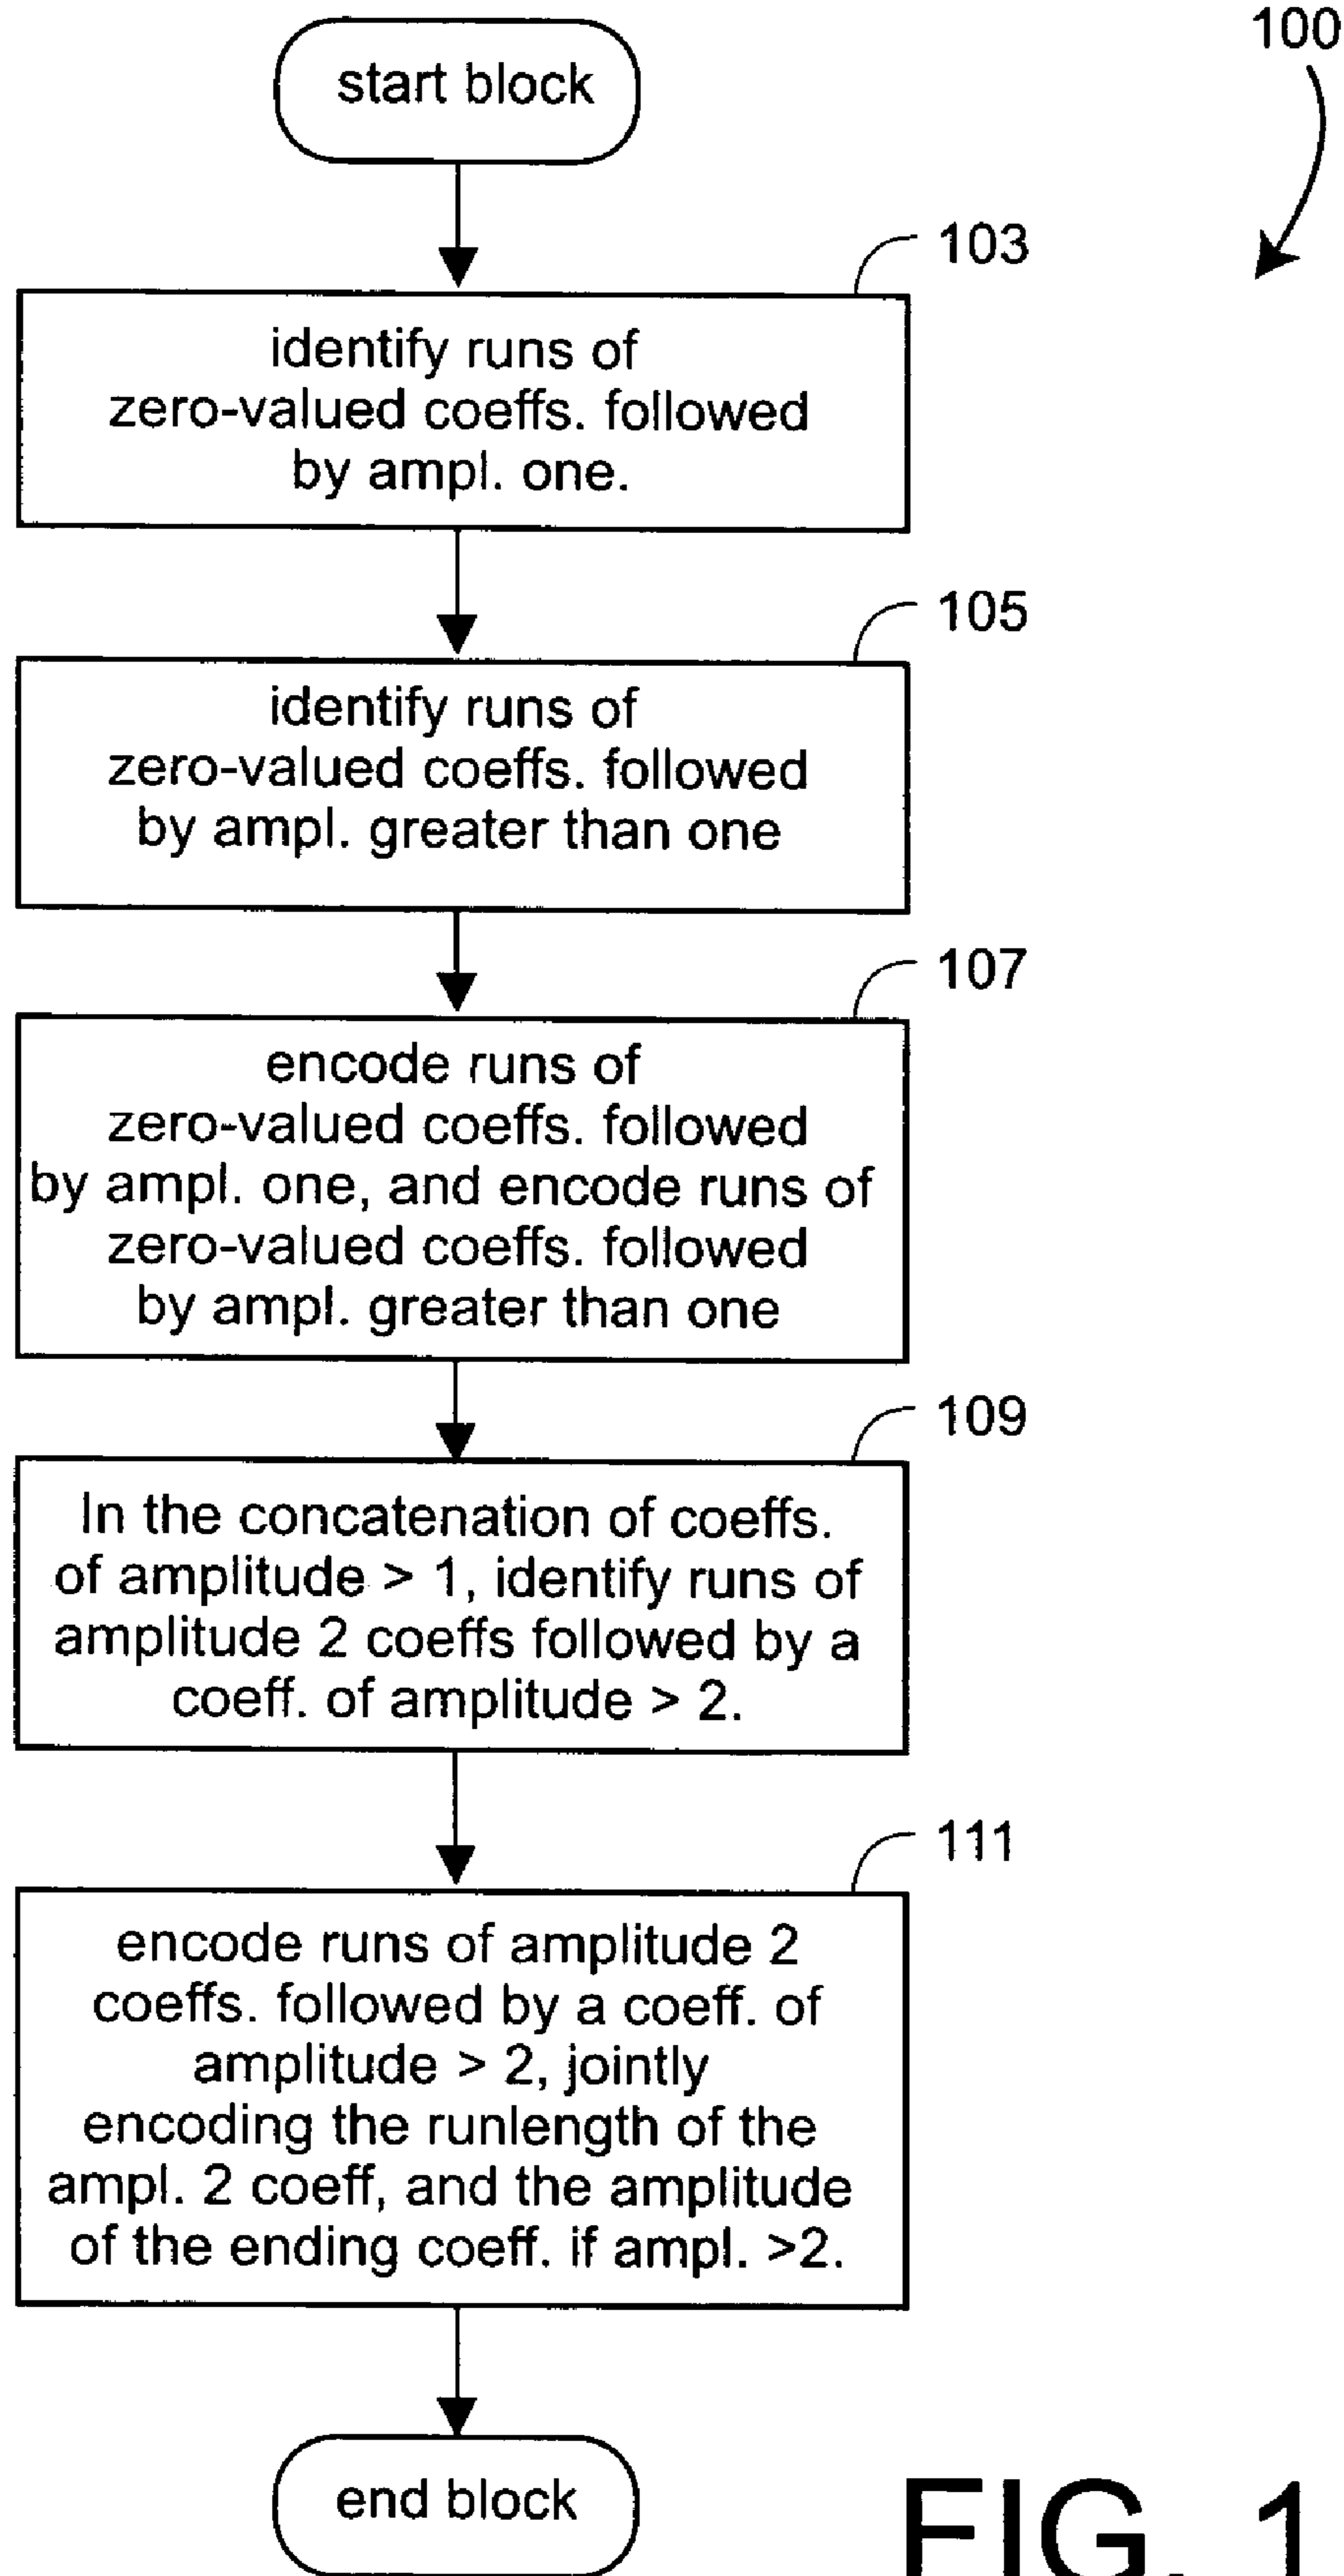 100
start block
103
identify runs of
zero-valued coeffs. followed
by ampl. one.
105
identify runs of
zero-valued coeffs. followed
by ampl. greater than one
107
encode runs of
zero-valued coeffs. followed
by ampl. one, and encode runs of
zero-valued coeffs. followed
by ampl. greater than one
109
In the concatenation of coeffs.
of amplitude > 1, identify runs of
amplitude 2 coeffs followed by a
coeff. of amplitude > 2.
111
encode runs of amplitude 2
coeffs. followed by a coeff. of
amplitude > 2, jointly
encoding the runlength of the
ampl. 2 coeff, and the amplitude
of the ending coeff. if ampl. >2.
end block
FIG. 1